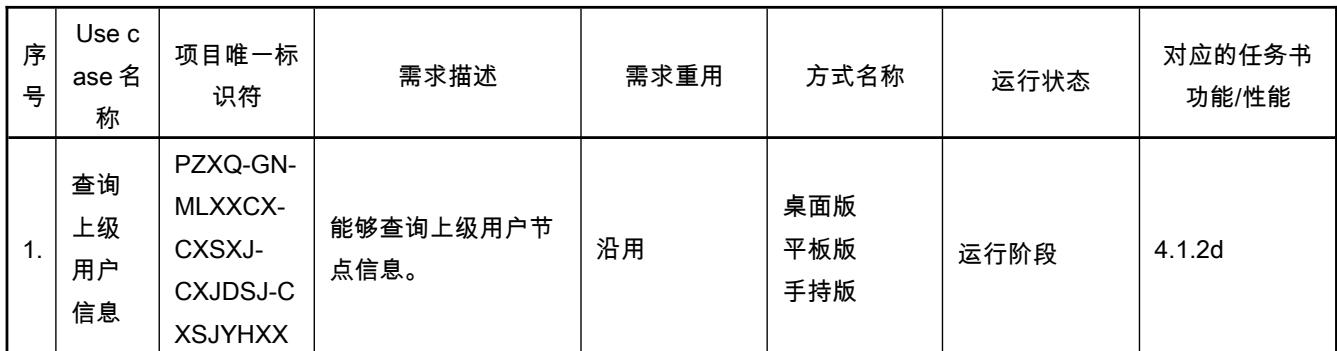 序
号
Use c
ase 名
称
项目唯一标
识符
需求描述
需求重用
方式名称
运行状态
对应的任务书
功能/性能
1.
查询
上级
用户
信息
PZXQ-GN-
MLXXCX-
CXSXJ-
CXJDSJ-C
XSJYHXX
能够查询上级用户节
点信息。
沿用
桌面版
平板版
手持版
运行阶段
4.1.2d